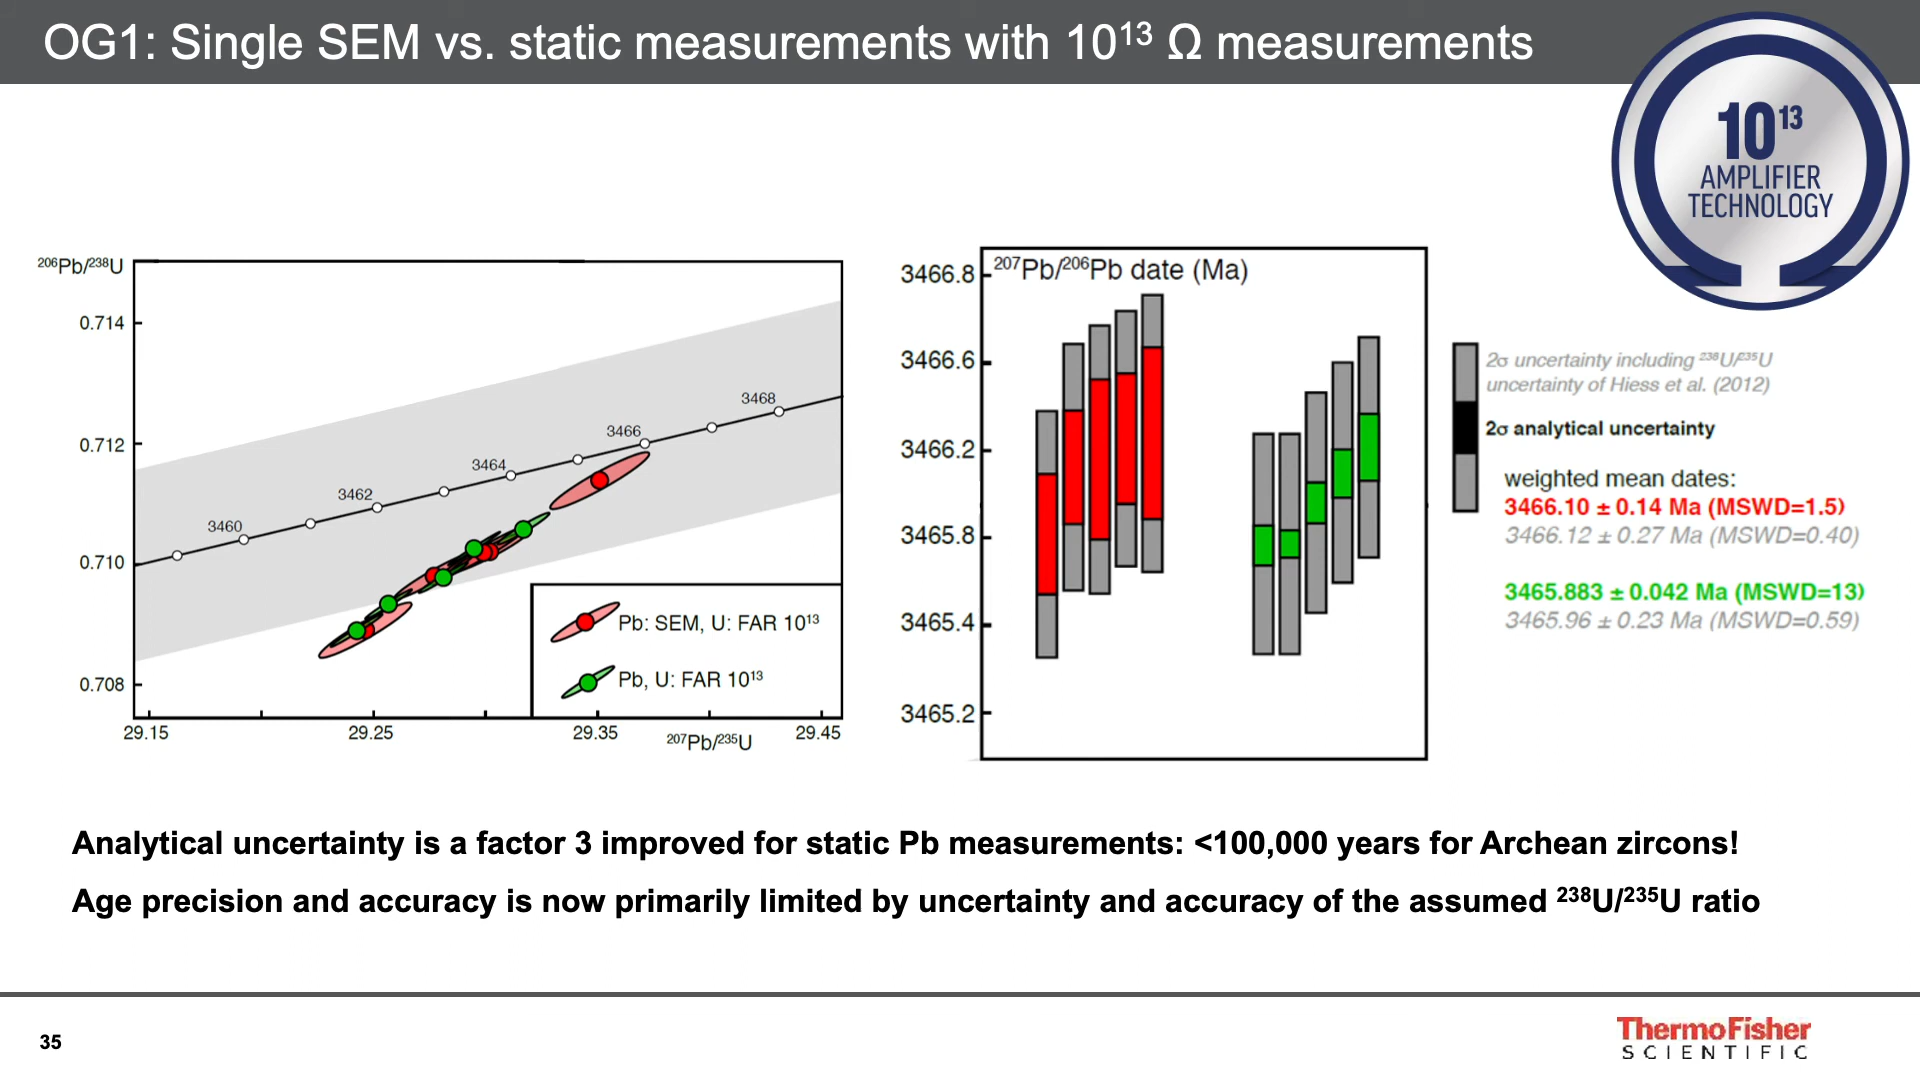 OG1: Single SEM vs. static measurements with 10¹³ Ω measurements
10¹³
AMPLIFIER
TECHNOLOGY
²⁰⁶Pb/²³⁸U
0.714
0.712
0.710
0.708
3460
3462
3464
3466
3468
Pb: SEM, U: FAR 10¹³
Pb, U: FAR 10¹³
29.15
29.25
29.35
29.45
²⁰⁷Pb/²³⁵U
²⁰⁷Pb/²⁰⁶Pb date (Ma)
3466.8
3466.6
3466.2
3465.8
3465.4
3465.2
2σ uncertainty including ²³⁸U/²³⁵U
uncertainty of Hiess et al. (2012)
2σ analytical uncertainty
weighted mean dates:
3466.10 ± 0.14 Ma (MSWD=1.5)
3466.12 ± 0.27 Ma (MSWD=0.40)
3465.883 ± 0.042 Ma (MSWD=13)
3465.96 ± 0.23 Ma (MSWD=0.59)
Analytical uncertainty is a factor 3 improved for static Pb measurements: <100,000 years for Archean zircons!
Age precision and accuracy is now primarily limited by uncertainty and accuracy of the assumed ²³⁸U/²³⁵U ratio
35
ThermoFisher
SCIENTIFIC